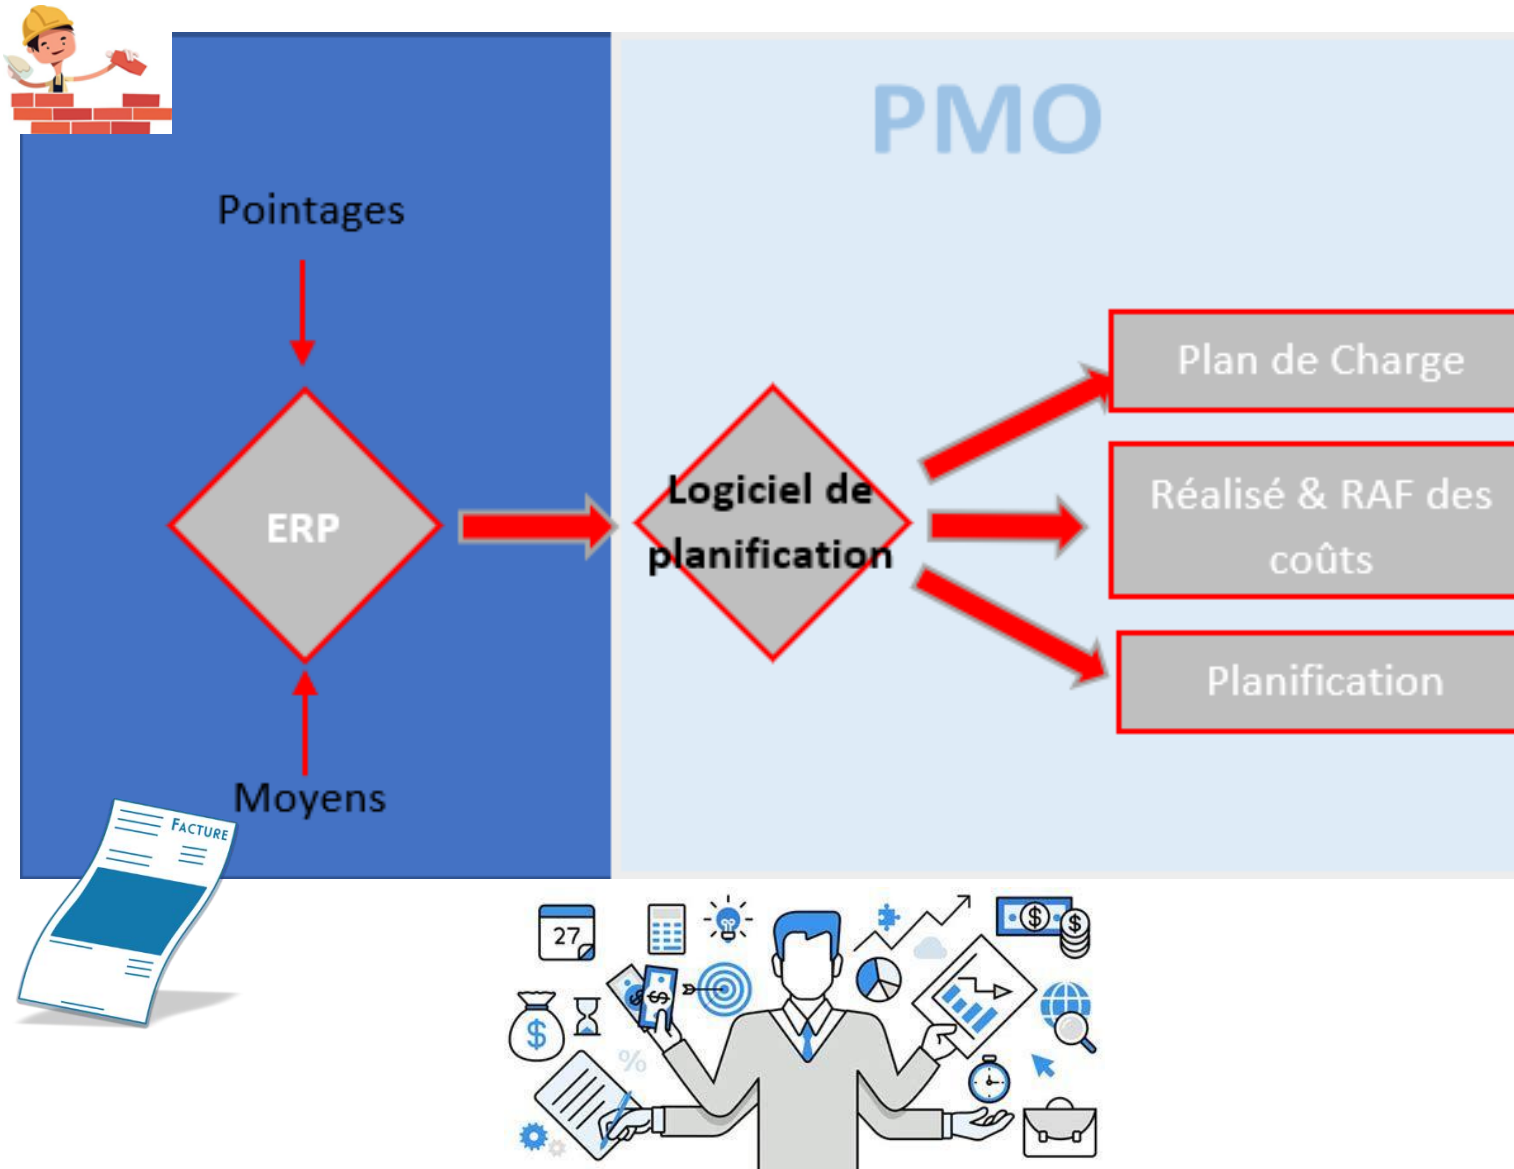 PMO
Pointages
ERP
Moyens
Logiciel de
planification
Plan de Charge
Réalisé & RAF des
coûts
Planification
FACTURE
27
$
$
$
$
$
%